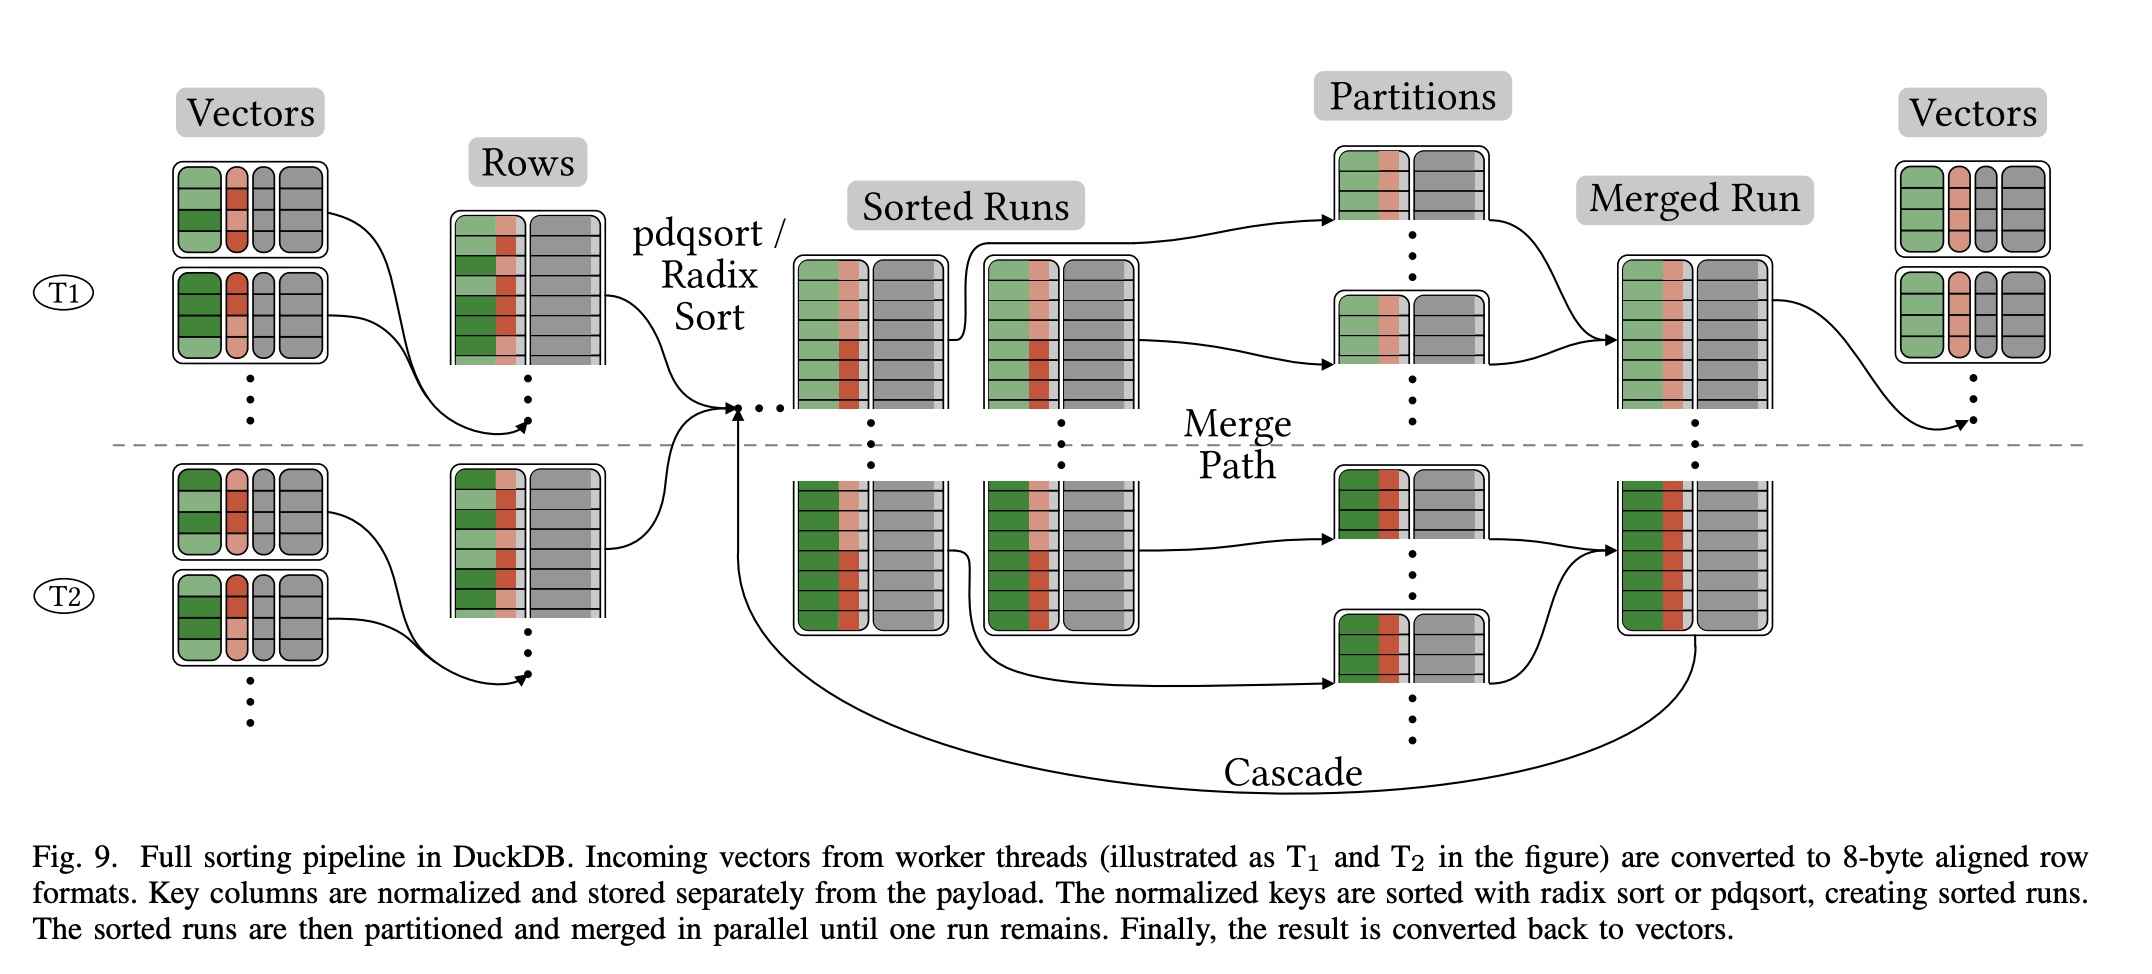 Vectors
Rows
pdqsort /
Radix
Sort
Sorted Runs
Partitions
Merged Run
Vectors
T1
Merge
Path
T2
Cascade
Fig. 9. Full sorting pipeline in DuckDB. Incoming vectors from worker threads (illustrated as T₁ and T₂ in the figure) are converted to 8-byte aligned row
formats. Key columns are normalized and stored separately from the payload. The normalized keys are sorted with radix sort or pdqsort, creating sorted runs.
The sorted runs are then partitioned and merged in parallel until one run remains. Finally, the result is converted back to vectors.